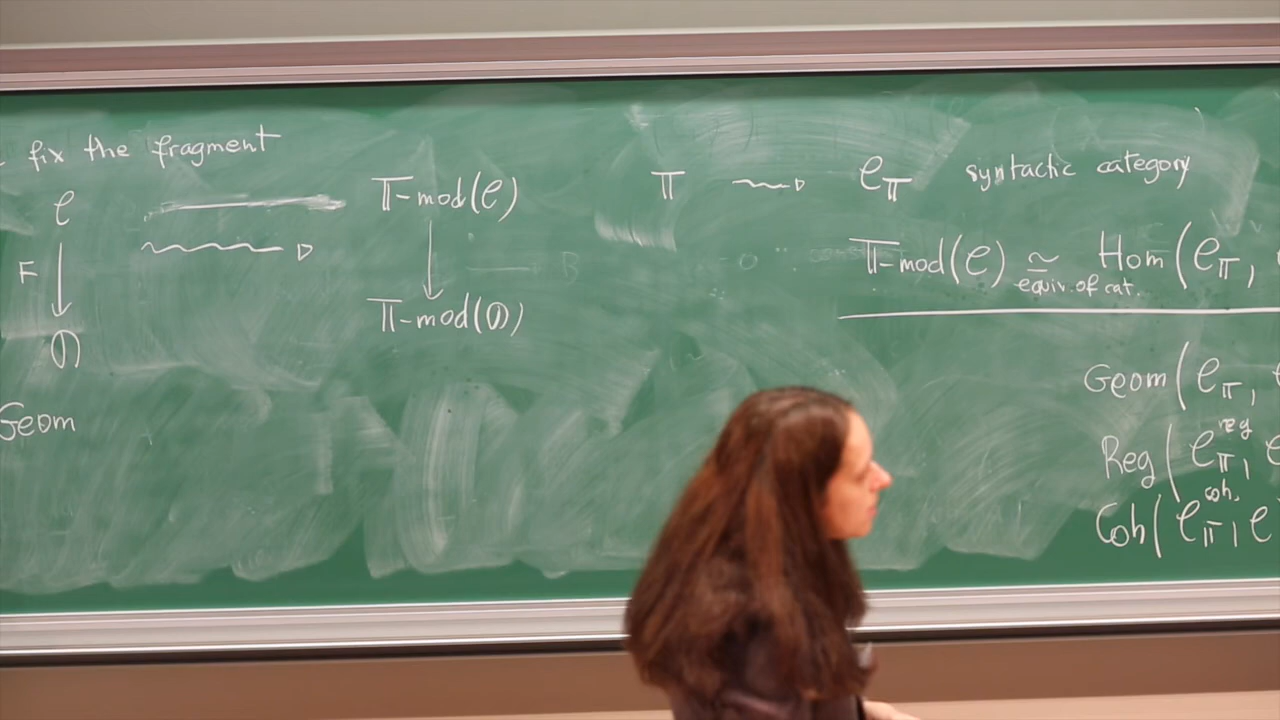 fix the fragment
𝒞 𝕋-mod(𝒞)
F
𝒟 𝕋-mod(𝒟)
Geom
𝕋 ⇝ 𝒞_𝕋 syntactic category
𝕋-mod(𝒞) ≃ Hom(𝒞_𝕋,
equiv. of cat.
Geom(𝒞_𝕋,
Reg(𝒞_𝕋^reg,
Coh(𝒞_𝕋^coh, 𝒞